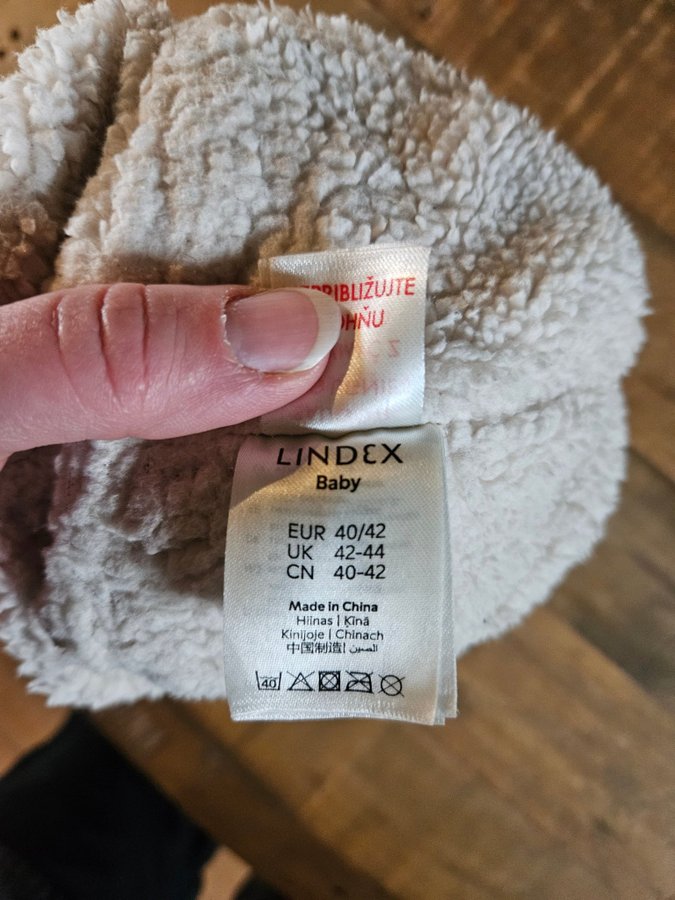 PRIBLIŽUJTE
OHŇU
LINDEX
Baby
EUR 40/42
UK 42-44
CN 40-42
Made in China
Hiinas | Ķīnā
Kinijoje | Chinach
中国制造 | الصين
40